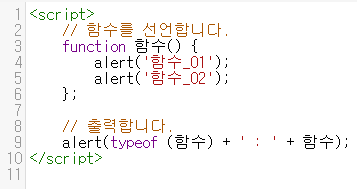 1 <script>
2 // 함수를 선언합니다.
3 function 함수() {
4 alert('함수_01');
5 alert('함수_02');
6 };
7
8 // 출력합니다.
9 alert(typeof (함수) + ' : ' + 함수);
10 </script>
11